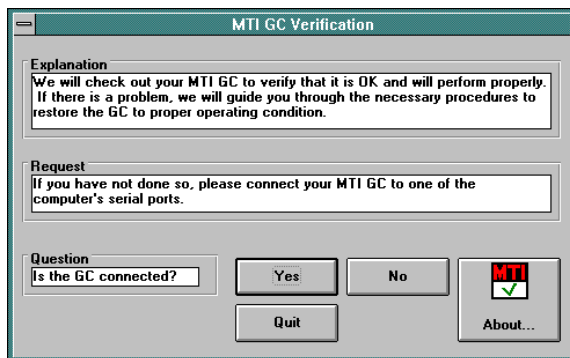 MTI GC Verification
Explanation
We will check out your MTI GC to verify that it is OK and will perform properly.
If there is a problem, we will guide you through the necessary procedures to
restore the GC to proper operating condition.
Request
If you have not done so, please connect your MTI GC to one of the
computer's serial ports.
Question
Is the GC connected?
Yes
No
MTI
Quit
About...